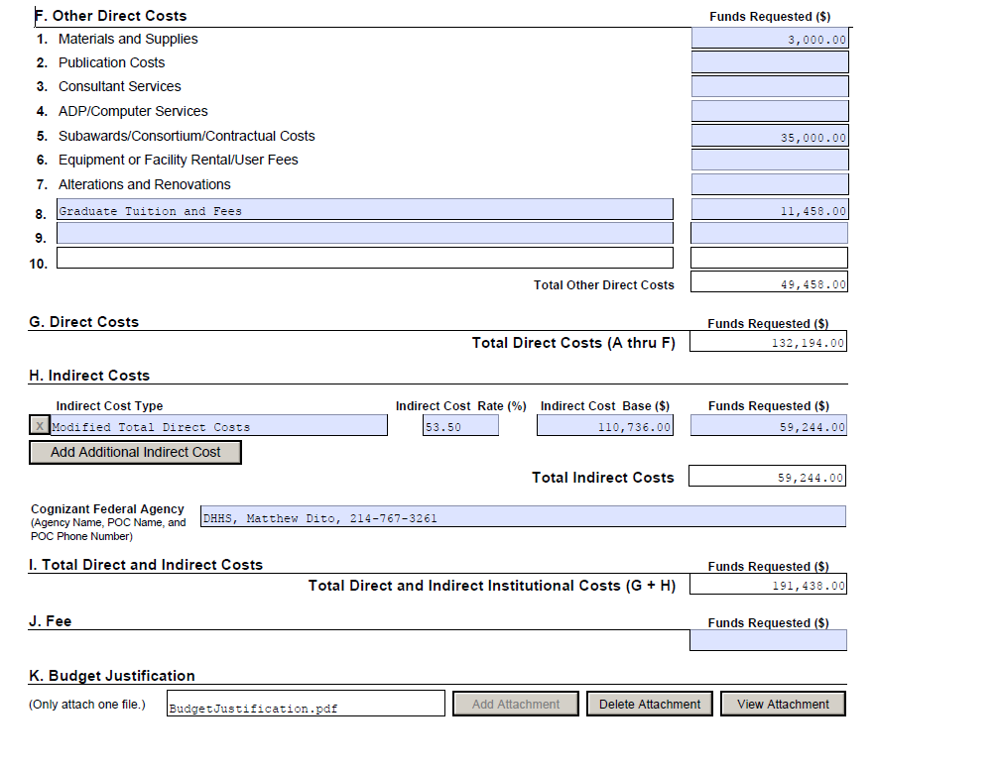 F. Other Direct Costs Funds Requested ($)
1. Materials and Supplies 3,000.00
2. Publication Costs
3. Consultant Services
4. ADP/Computer Services
5. Subawards/Consortium/Contractual Costs 35,000.00
6. Equipment or Facility Rental/User Fees
7. Alterations and Renovations
8. Graduate Tuition and Fees 11,458.00
9.
10.
Total Other Direct Costs 49,458.00
G. Direct Costs Funds Requested ($)
Total Direct Costs (A thru F) 132,194.00
H. Indirect Costs
Indirect Cost Type Indirect Cost Rate (%) Indirect Cost Base ($) Funds Requested ($)
X Modified Total Direct Costs 53.50 110,736.00 59,244.00
Add Additional Indirect Cost
Total Indirect Costs 59,244.00
Cognizant Federal Agency
(Agency Name, POC Name, and
POC Phone Number)
DHHS, Matthew Dito, 214-767-3261
I. Total Direct and Indirect Costs Funds Requested ($)
Total Direct and Indirect Institutional Costs (G + H) 191,438.00
J. Fee Funds Requested ($)
K. Budget Justification
(Only attach one file.) BudgetJustification.pdf Add Attachment Delete Attachment View Attachment